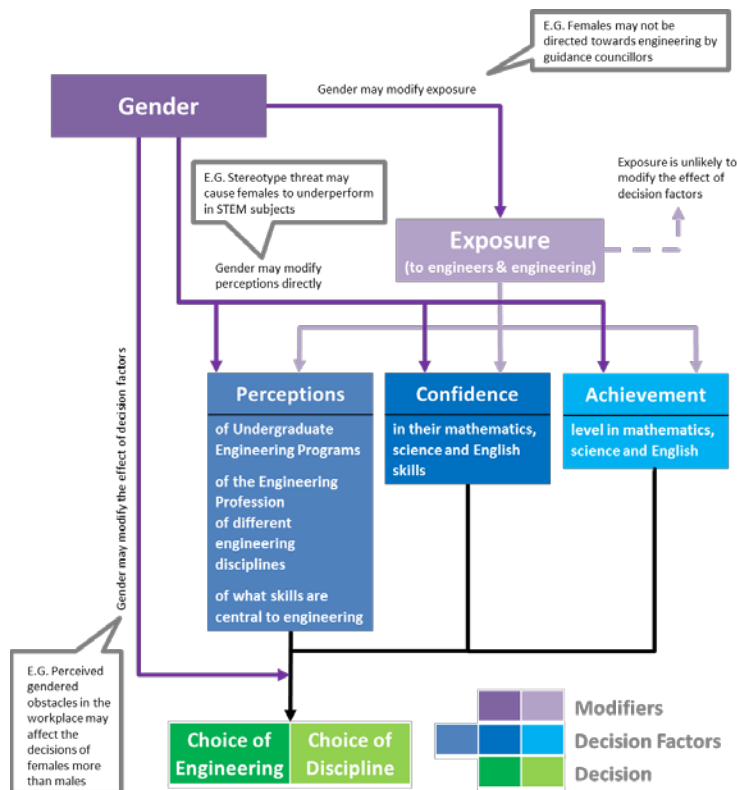 E.G. Females may not be
directed towards engineering by
guidance councillors
Gender
Gender may modify exposure
E.G. Stereotype threat may
cause females to underperform
in STEM subjects
Exposure is unlikely to
modify the effect of
decision factors
Exposure
(to engineers & engineering)
Gender may modify
perceptions directly
Gender may modify the effect of decision factors
Perceptions
of Undergraduate
Engineering Programs
of the Engineering
Profession
of different
engineering
disciplines
of what skills are
central to engineering
Confidence
in their mathematics,
science and English
skills
Achievement
level in mathematics,
science and English
E.G. Perceived
gendered
obstacles in the
workplace may
affect the
decisions of
females more
than males
Choice of
Engineering
Choice of
Discipline
Modifiers
Decision Factors
Decision